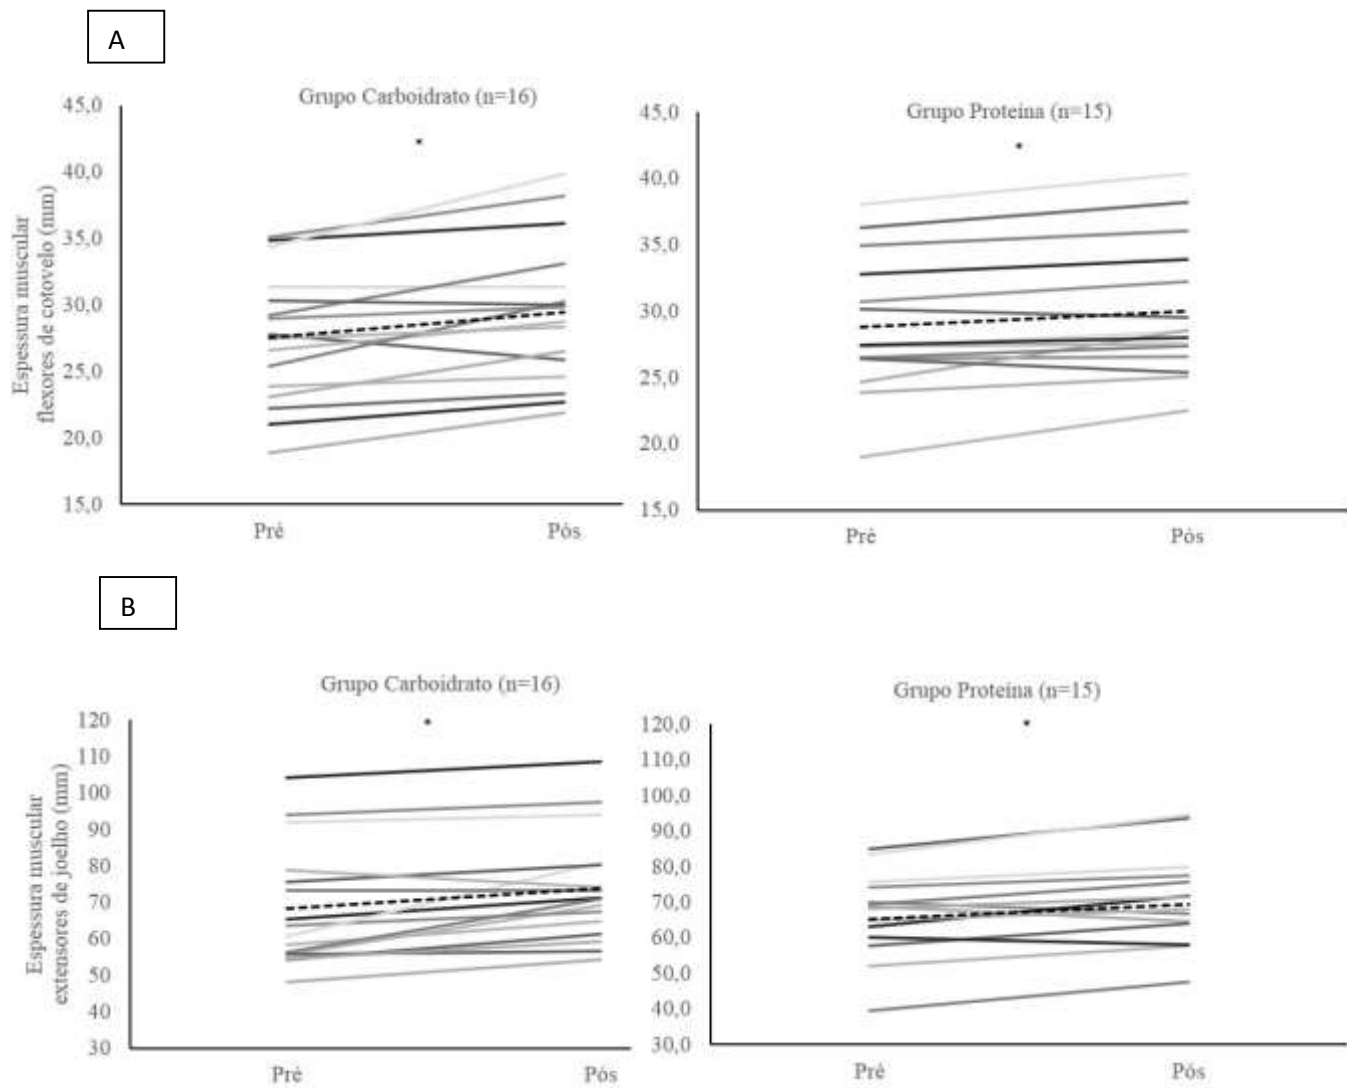 A
Grupo Carboidrato (n=16)
*
45,0
40,0
35,0
30,0
25,0
20,0
15,0
Espessura muscular
flexores de cotovelo (mm)
Pré
Pós
Grupo Proteína (n=15)
*
45,0
40,0
35,0
30,0
25,0
20,0
15,0
Pré
Pós
B
Grupo Carboidrato (n=16)
*
120
110
100
90
80
70
60
50
40
30
Espessura muscular
extensores de joelho (mm)
Pré
Pós
Grupo Proteína (n=15)
*
120,0
110,0
100,0
90,0
80,0
70,0
60,0
50,0
40,0
30,0
Pré
Pós